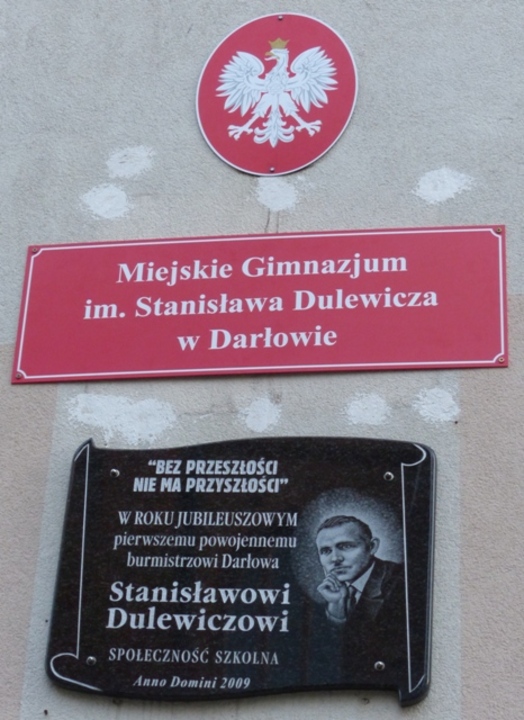 Miejskie Gimnazjum
im. Stanisława Dulewicza
w Darłowie
“BEZ PRZESZŁOŚCI
NIE MA PRZYSZŁOŚCI”
W ROKU JUBILEUSZOWYM
pierwszemu powojennemu
burmistrzowi Darłowa
Stanisławowi
Dulewiczowi
SPOŁECZNOŚĆ SZKOLNA
Anno Domini 2009